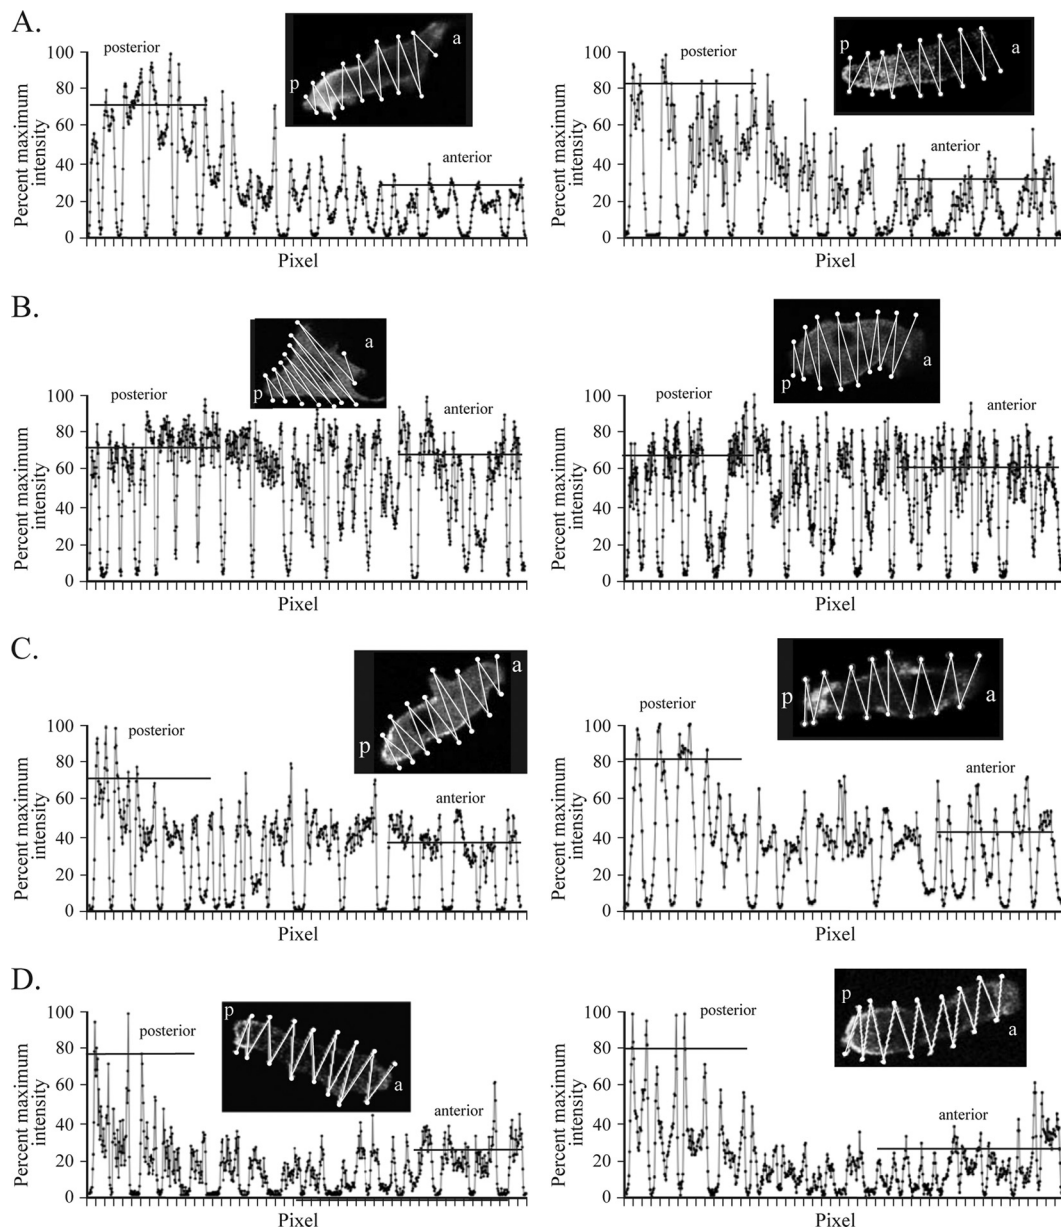 A.
posterior
p
a
anterior
100
80
60
40
20
0
Percent maximum
intensity
Pixel
posterior
p
a
anterior
100
80
60
40
20
0
Percent maximum
intensity
Pixel
B.
posterior
p
a
anterior
100
80
60
40
20
0
Percent maximum
intensity
Pixel
posterior
p
a
anterior
100
80
60
40
20
0
Percent maximum
intensity
Pixel
C.
posterior
p
a
anterior
100
80
60
40
20
0
Percent maximum
intensity
Pixel
posterior
p
a
anterior
100
80
60
40
20
0
Percent maximum
intensity
Pixel
D.
posterior
p
a
anterior
100
80
60
40
20
0
Percent maximum
intensity
Pixel
posterior
p
a
anterior
100
80
60
40
20
0
Percent maximum
intensity
Pixel